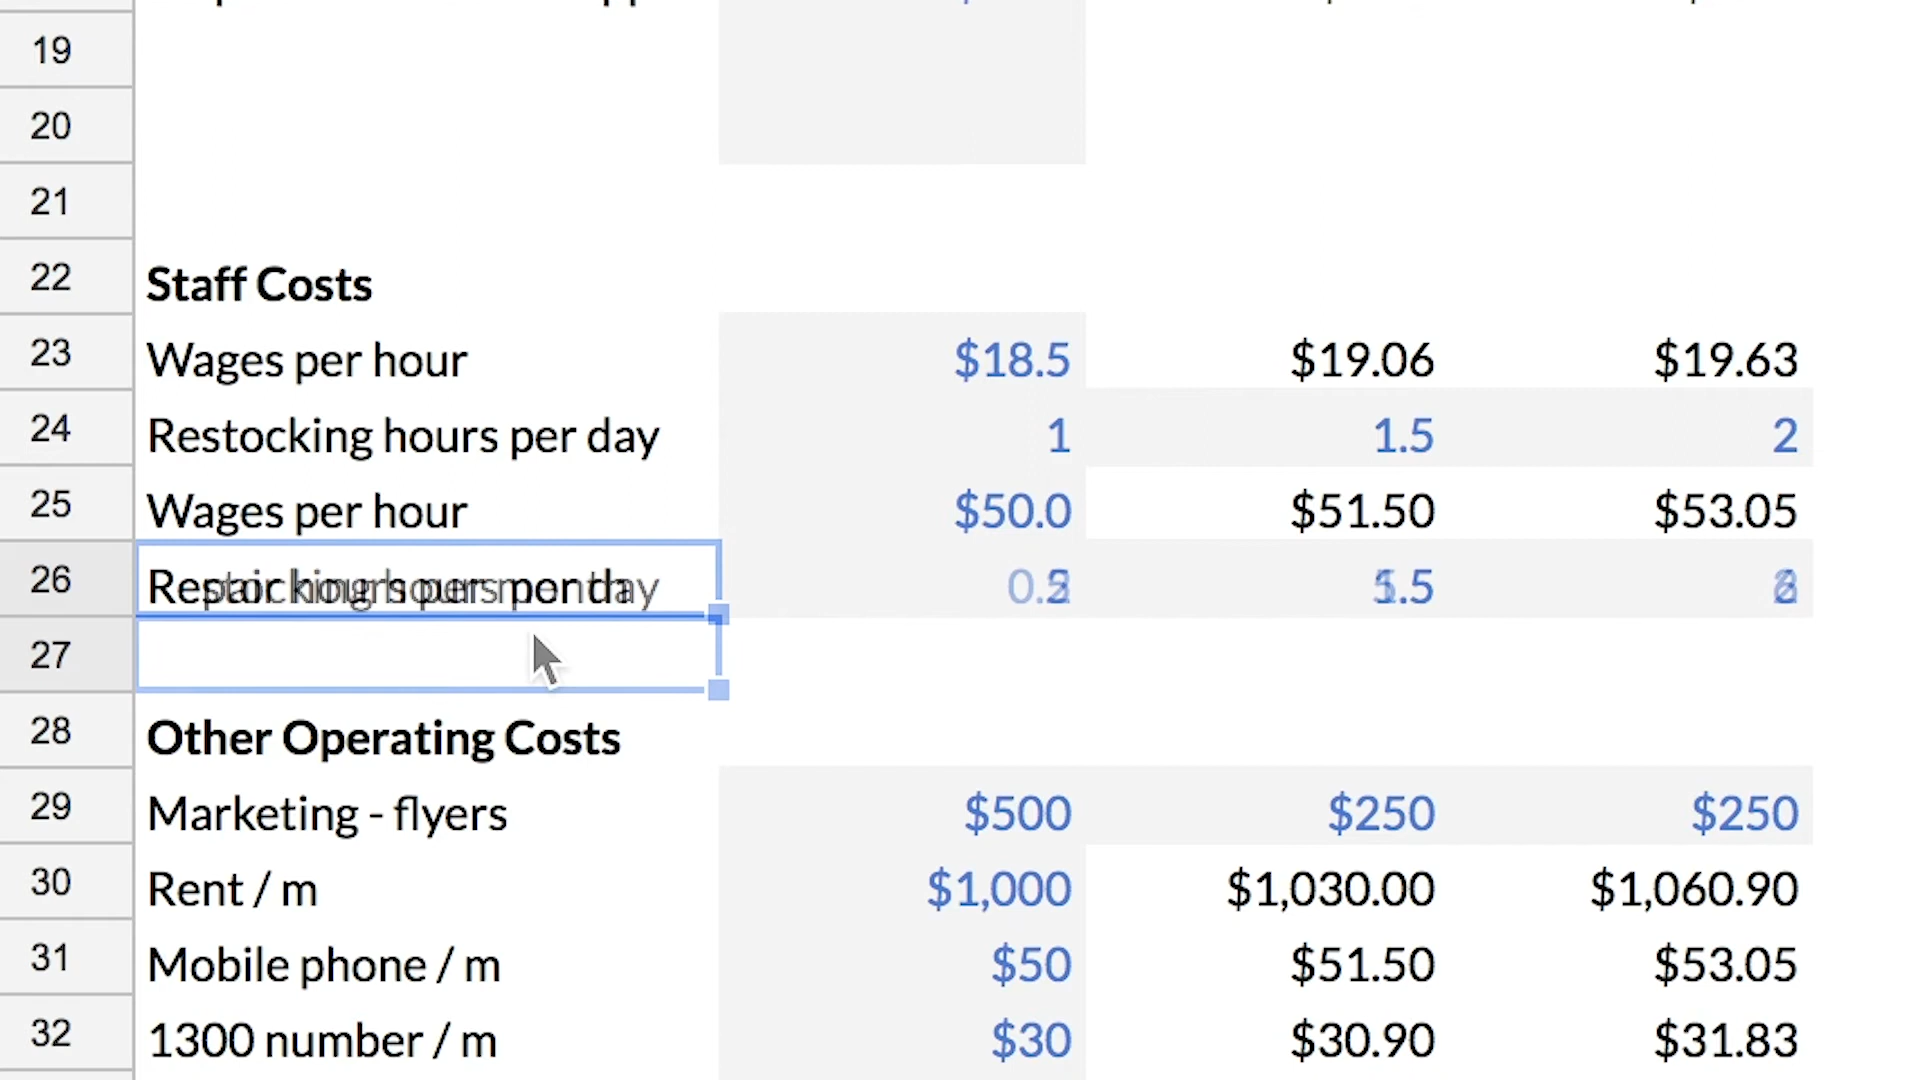 19
20
21
22 Staff Costs
23 Wages per hour $18.5 $19.06 $19.63
24 Restocking hours per day 1 1.5 2
25 Wages per hour $50.0 $51.50 $53.05
26
27
28 Other Operating Costs
29 Marketing - flyers $500 $250 $250
30 Rent / m $1,000 $1,030.00 $1,060.90
31 Mobile phone / m $50 $51.50 $53.05
32 1300 number / m $30 $30.90 $31.83